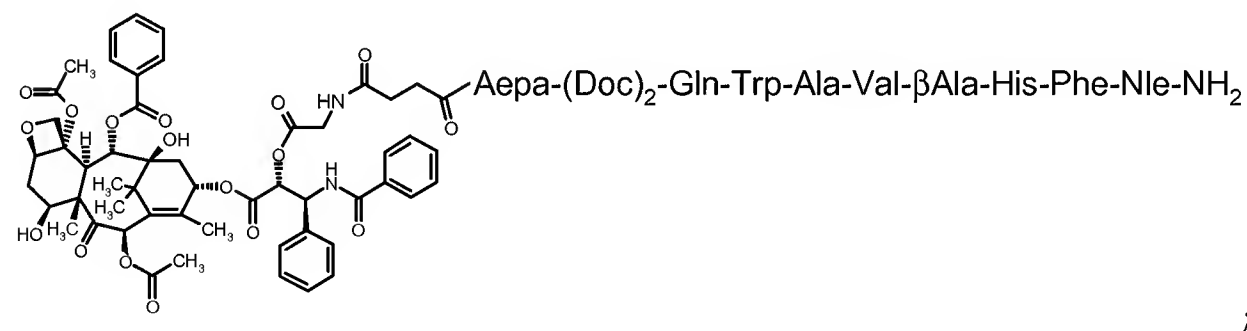 Aepa-(Doc)2-Gln-Trp-Ala-Val-βAla-His-Phe-Nle-NH2
O
CH3
O
O
O
O
O
HN
O
O
O
O
H
OH
O
O
H
N
H3C
H3C
O
O
O
HO
H3C
O
CH3
O
CH3
O
;